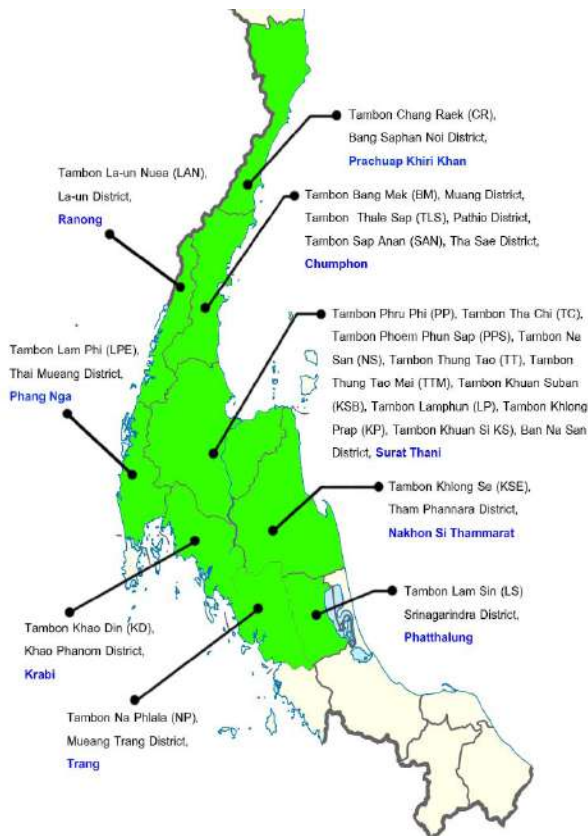 Tambon Chang Raek (CR),
Bang Saphan Noi District,
Prachuap Khiri Khan
Tambon La-un Nuea (LAN),
La-un District,
Ranong
Tambon Bang Mak (BM), Muang District,
Tambon Thale Sap (TLS), Pathio District,
Tambon Sap Anan (SAN), Tha Sae District,
Chumphon
Tambon Phru Phi (PP), Tambon Tha Chi (TC),
Tambon Phoem Phun Sap (PPS), Tambon Na
San (NS), Tambon Thung Tao (TT), Tambon
Thung Tao Mai (TTM), Tambon Khuan Suban
(KSB), Tambon Lamphun (LP), Tambon Khlong
Prap (KP), Tambon Khuan Si KS), Ban Na San
District, Surat Thani
Tambon Lam Phi (LPE),
Thai Mueang District,
Phang Nga
Tambon Khlong Se (KSE),
Tham Phannara District,
Nakhon Si Thammarat
Tambon Lam Sin (LS)
Srinagarindra District,
Phatthalung
Tambon Khao Din (KD),
Khao Phanom District,
Krabi
Tambon Na Phlala (NP),
Mueang Trang District,
Trang